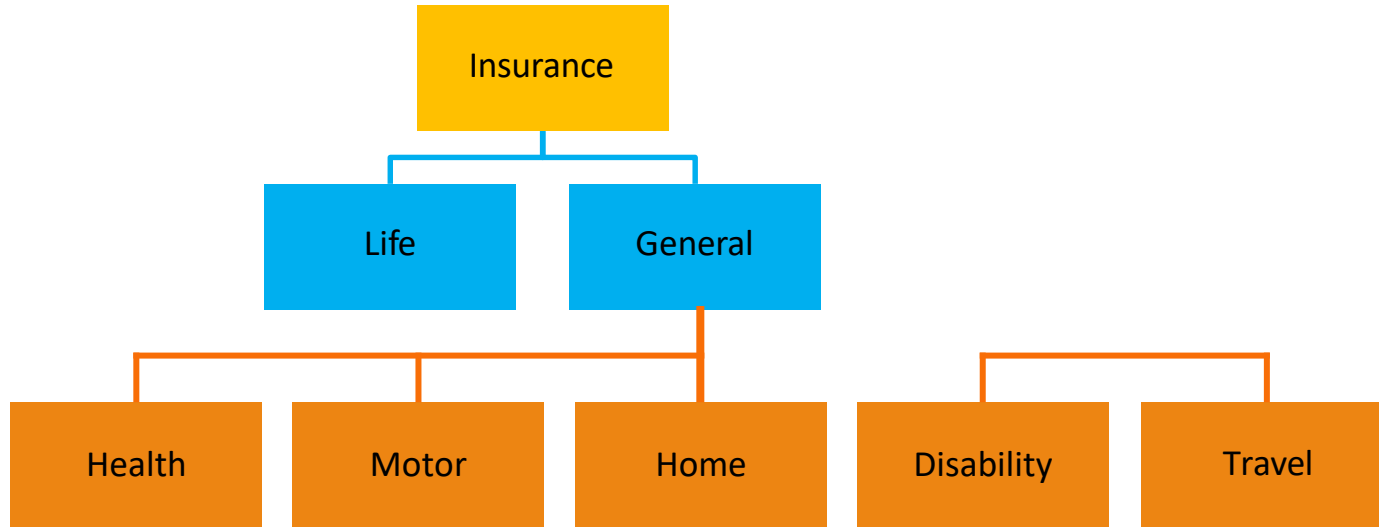 Insurance
Life
General
Health
Motor
Home
Disability
Travel